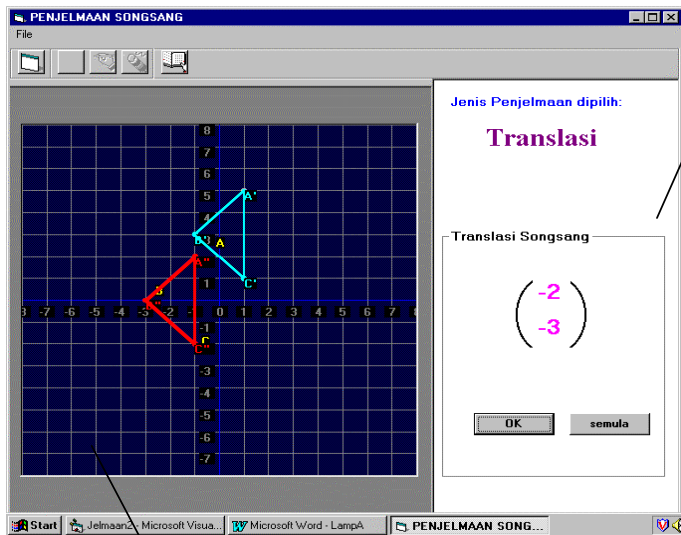 PENJELMAAN SONGSANG
File
Jenis Penjelmaan dipilih:
Translasi
8
7
6
5
A'
4
B' 3 A
A"
Translasi Songsang
-2
-3
1
C'
B
-7 -6 -5 -4 -3 -2 -1 0 1 2 3 4 5 6 7
-1
C
C"
-3
-4
-5
-6
-7
OK semula
Start Jelmaan2 - Microsoft Visua... Microsoft Word - LampA PENJELMAAN SONG...